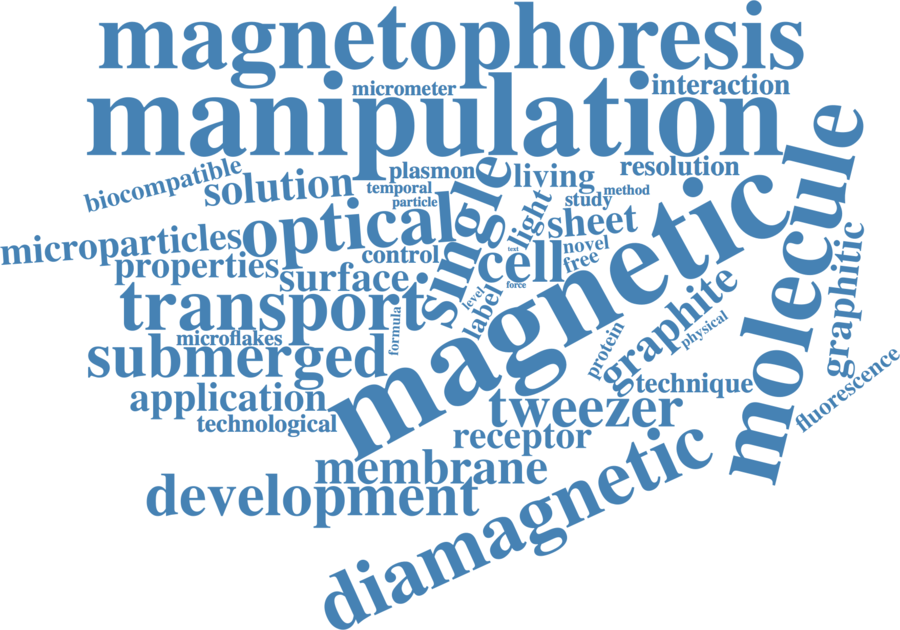 magnetophoresis
micrometer
interaction
manipulation
molecule
biocompatible
solution
plasmon
temporal
particle
single
living
light
resolution
method
study
microparticles
optical
control
sheet
cell
novel
free
text
force
magnetic
properties
surface
level
label
graphitic
transport
formula
microflakes
submerged
protein
graphite
physical
fluorescence
application
technological
technique
tweezer
receptor
membrane
development
diamagnetic